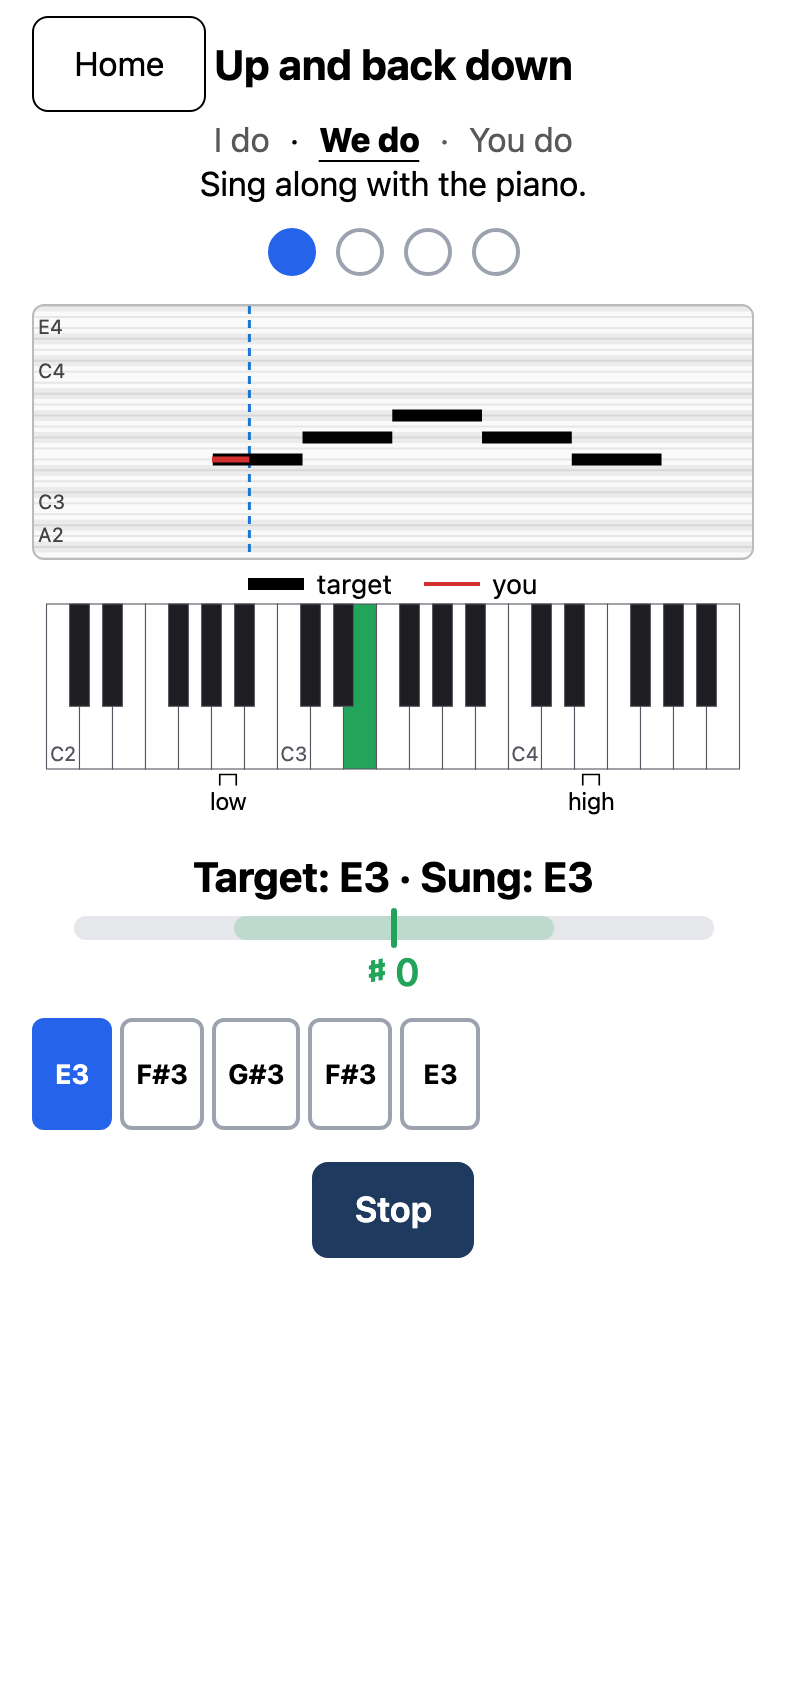 Home
Up and back down
I do · We do · You do
Sing along with the piano.
E4
C4
C3
A2
target you
C2 C3 C4
low high
Target: E3 · Sung: E3
♯ 0
E3 F#3 G#3 F#3 E3
Stop